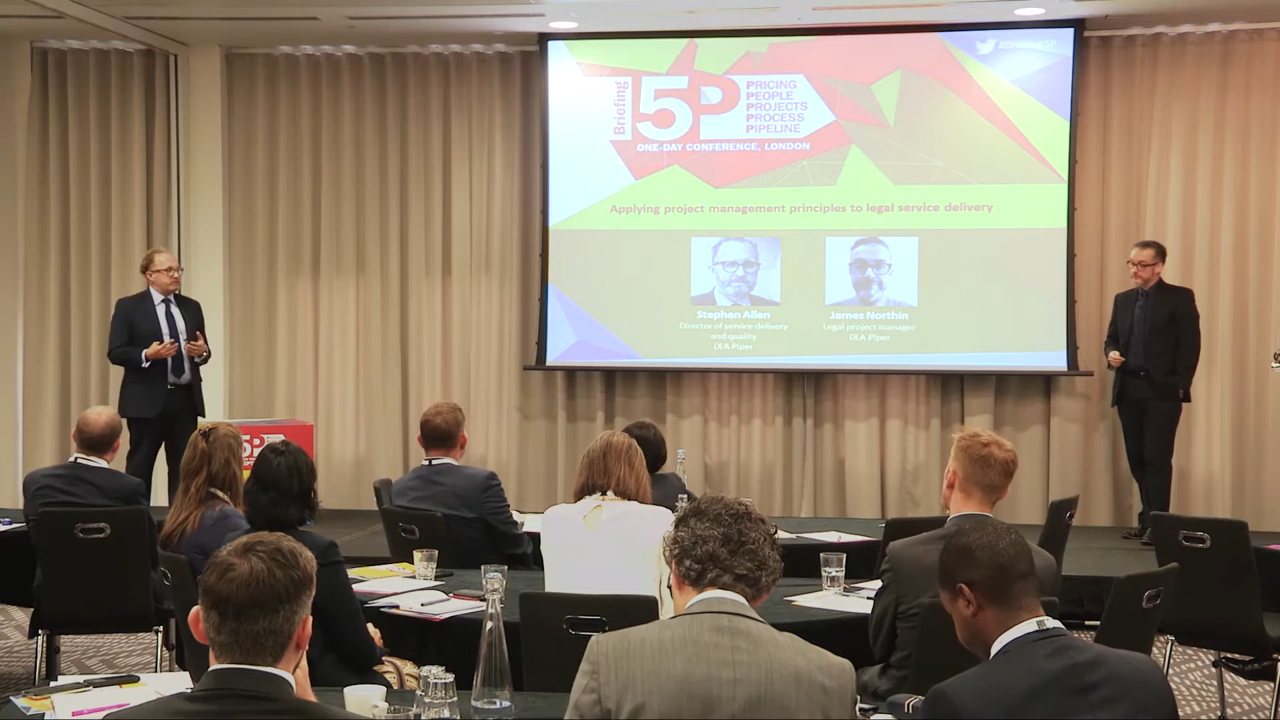 Briefing
5P
PRICING
PEOPLE
PROJECTS
PROCESS
PIPELINE
ONE-DAY CONFERENCE, LONDON
Applying project management principles to legal service delivery
Stephen Allen
Director of service delivery
and quality
DLA Piper
James Northin
Legal project manager
DLA Piper
5P